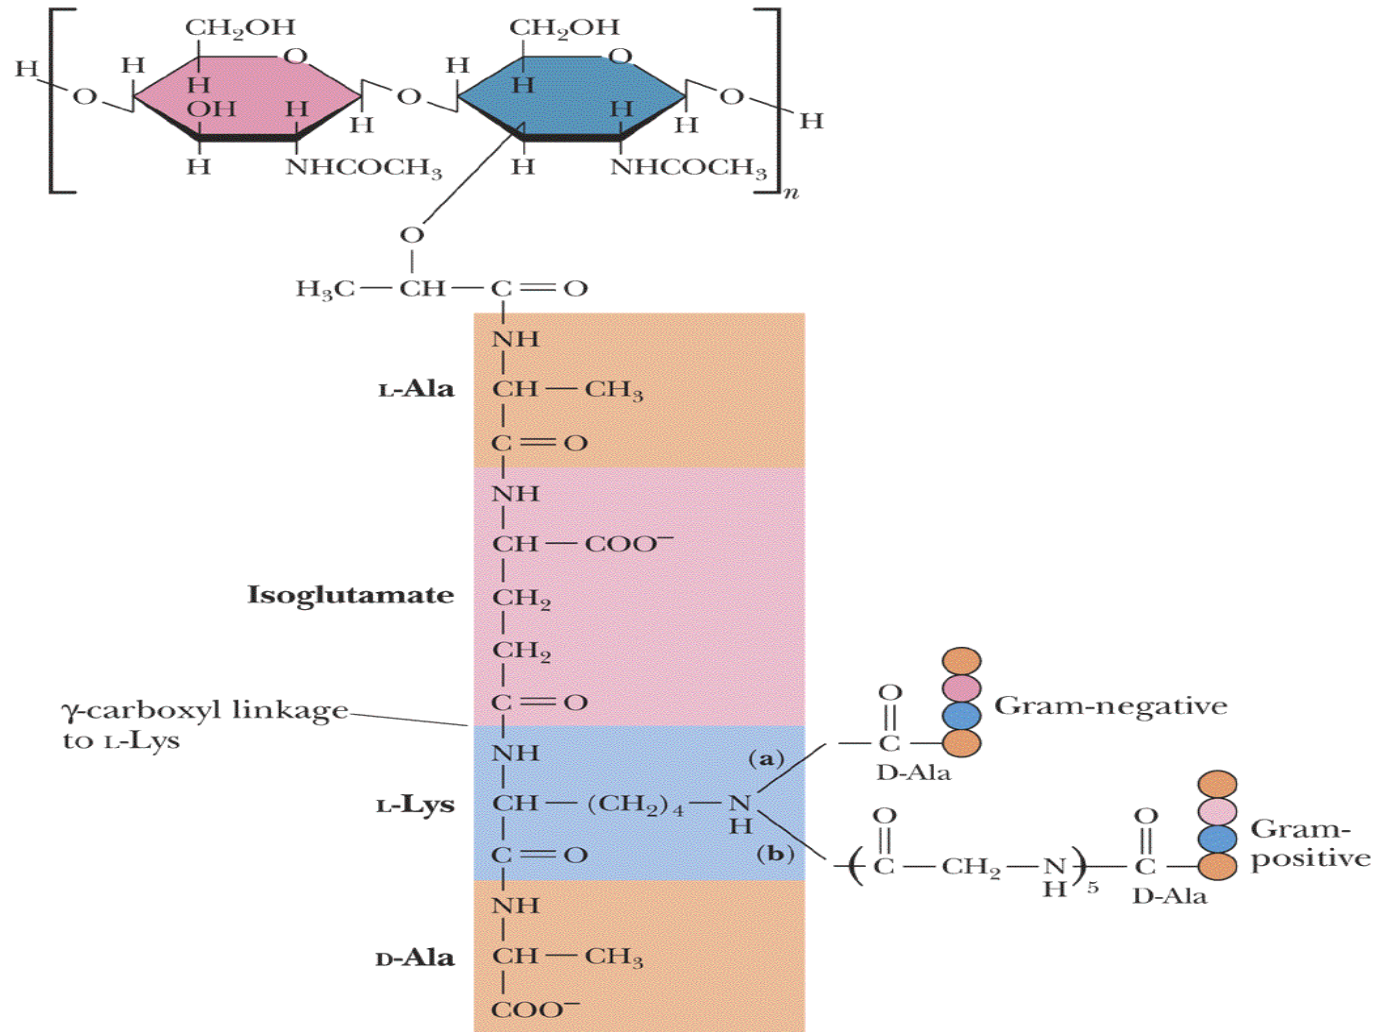 CH₂OH CH₂OH
H H O H O
H H
O OH H O H O
H H H
H NHCOCH₃ H NHCOCH₃ n
O
H₃C—CH—C=O
NH
L-Ala CH—CH₃
C=O
NH
CH—COO⁻
Isoglutamate CH₂
CH₂
C=O O Gram-negative
γ-carboxyl linkage
to L-Lys NH (a) C
D-Ala
L-Lys CH—(CH₂)₄—N
H
O O Gram-
C=O (b) (C—CH₂—N)₅ C positive
H D-Ala
NH
D-Ala CH—CH₃
COO⁻